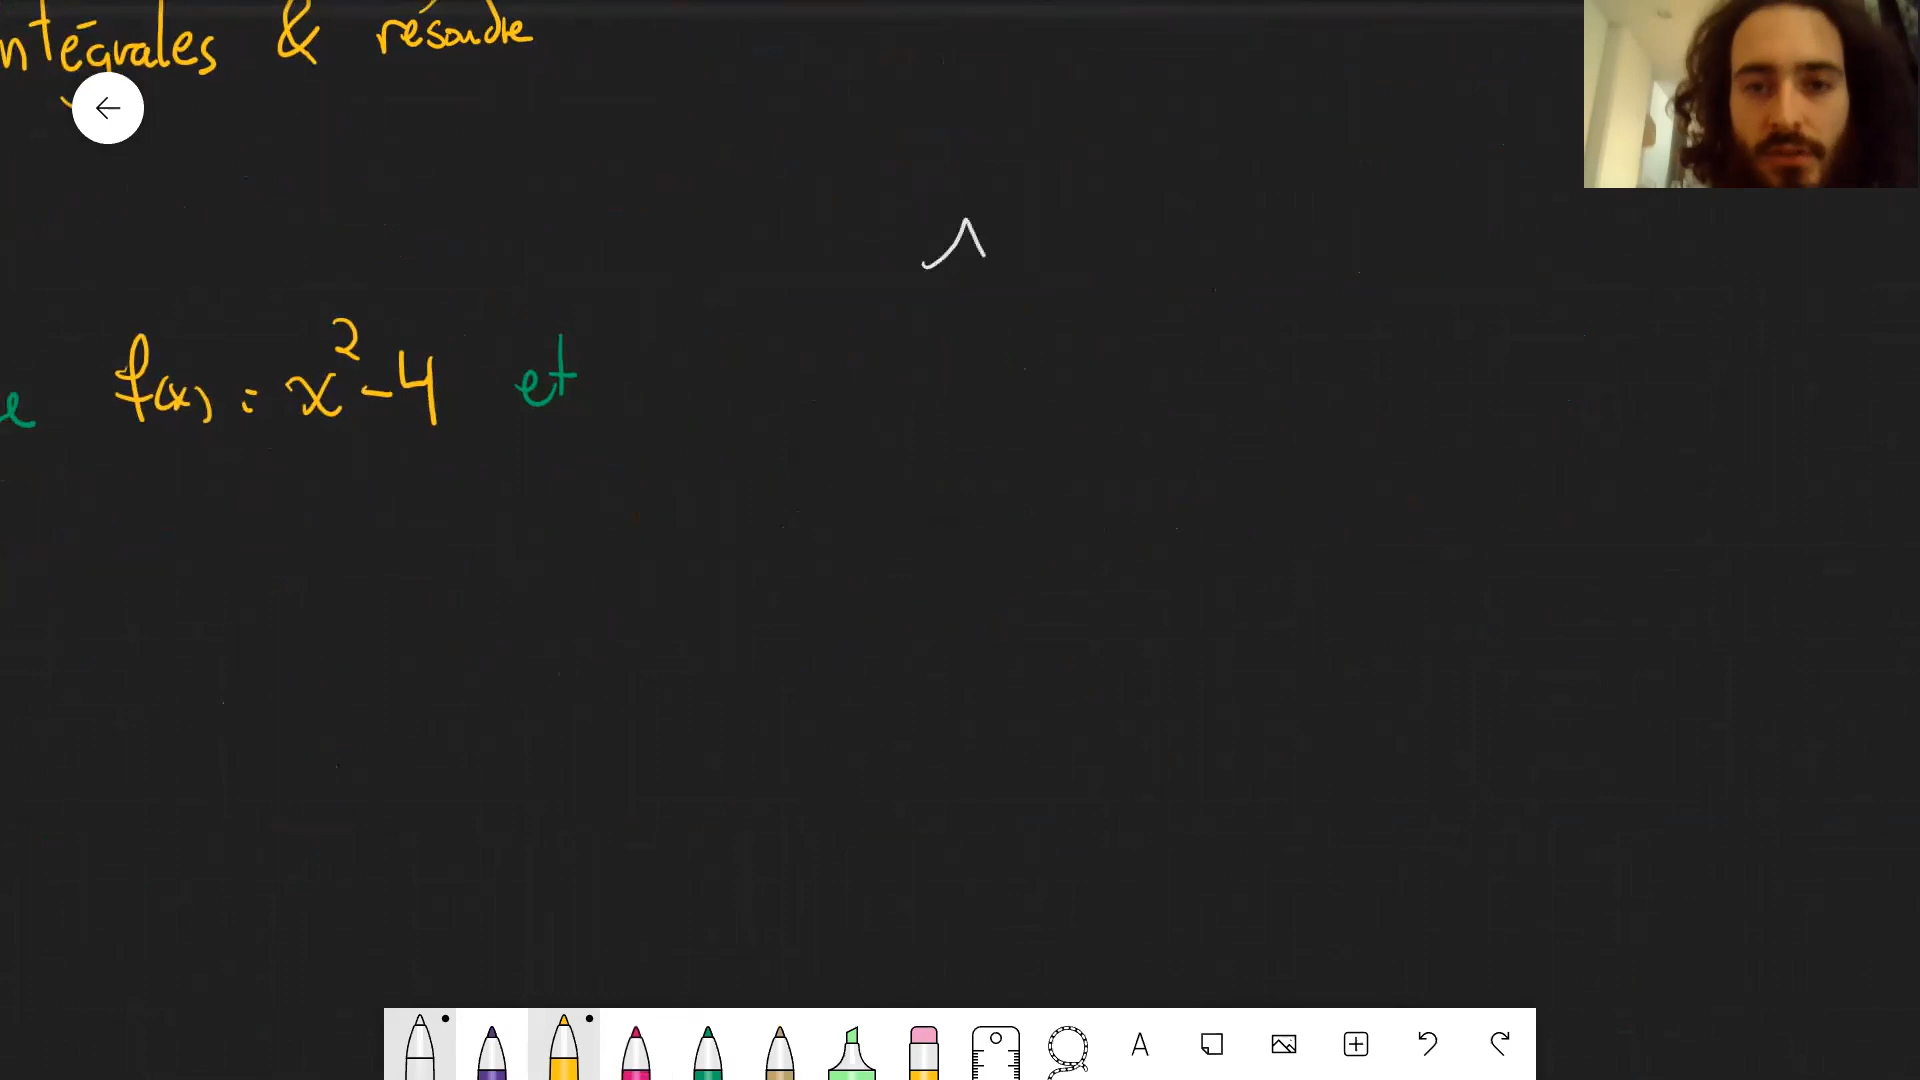 ntégrales & résoudre
e f(x) = x² - 4 et
A